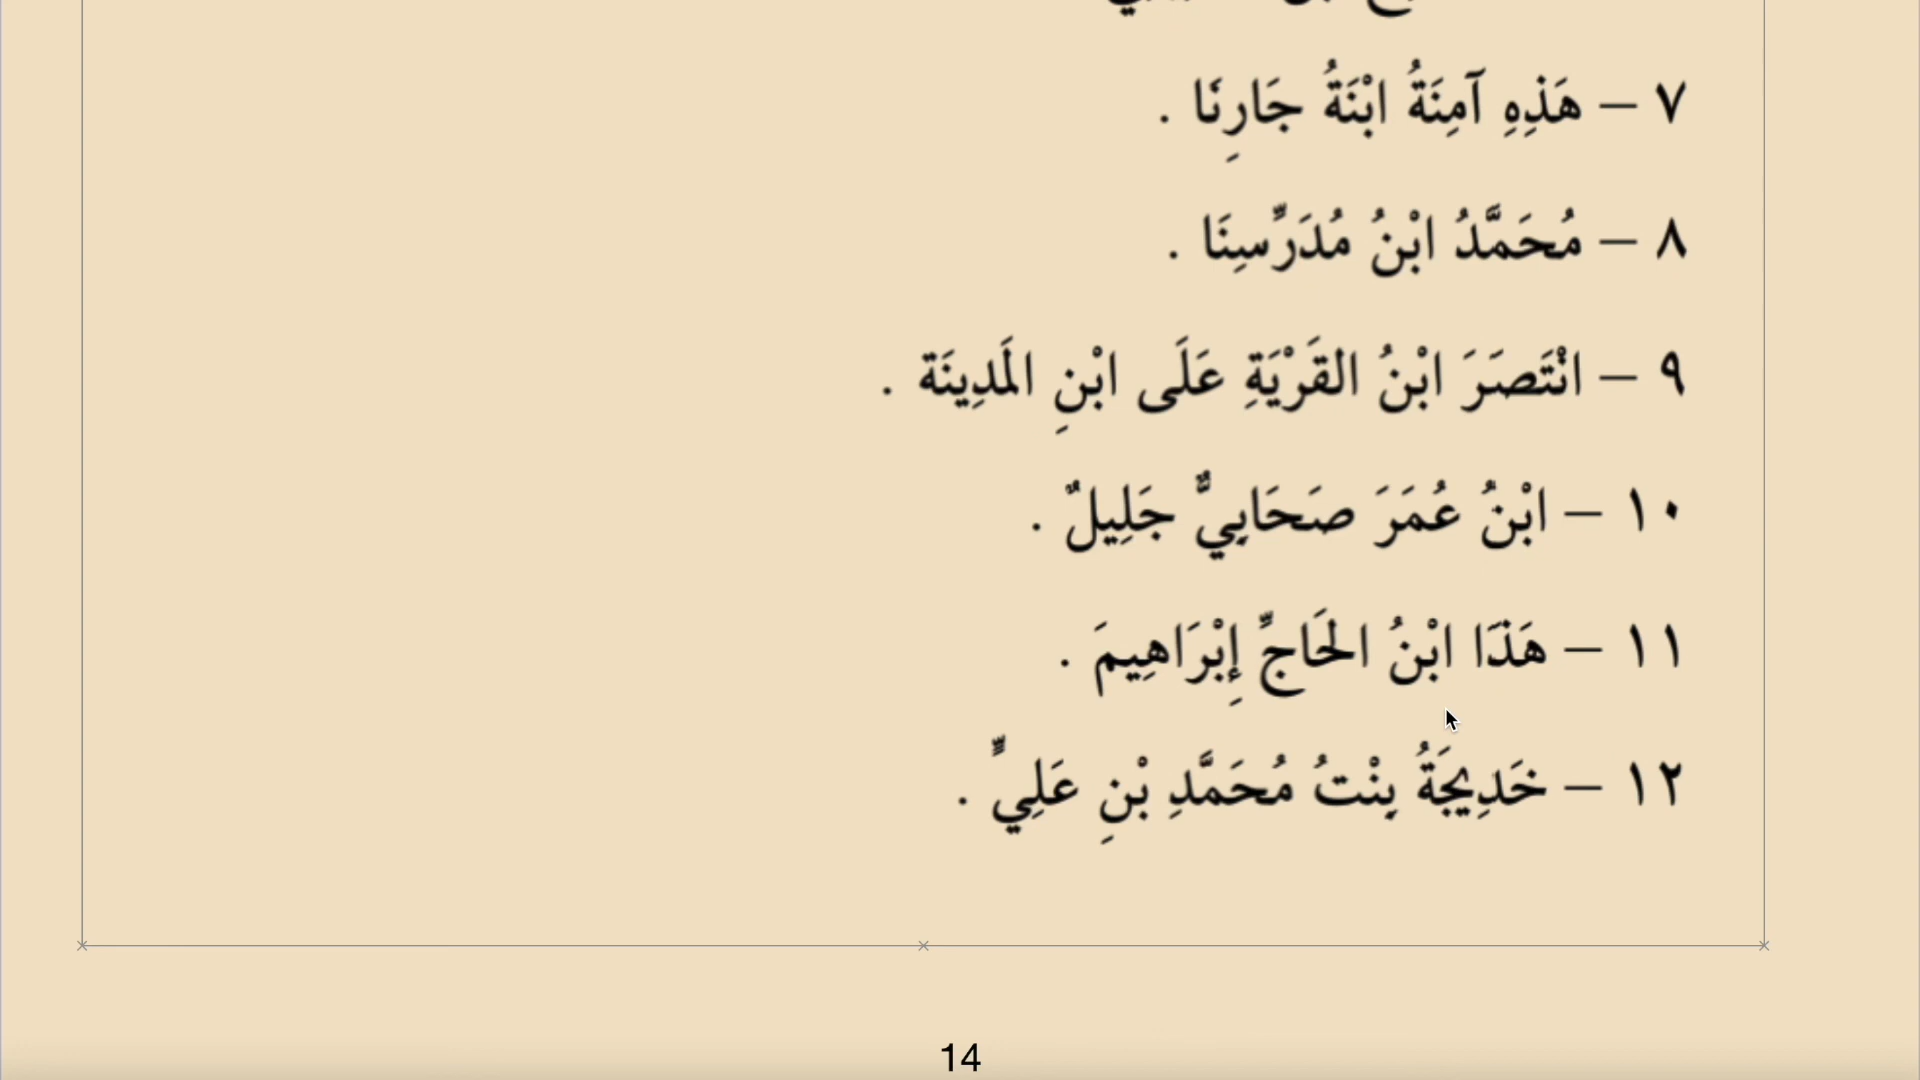 ٧ – هَذِهِ آمِنَةُ ابْنَةُ جَارِنَا .
٨ – مُحَمَّدُ ابْنُ مُدَرِّسِنَا .
٩ – انْتَصَرَ ابْنُ القَرْيَةِ عَلَى ابْنِ المَدِينَة .
١٠ – ابْنُ عُمَرَ صَحَابِيٌّ جَلِيلٌ .
١١ – هَذَا ابْنُ الحَاجِّ إِبْرَاهِيمَ .
١٢ – خَدِيجَةُ بِنْتُ مُحَمَّدِ بْنِ عَلِيٍّ .
14